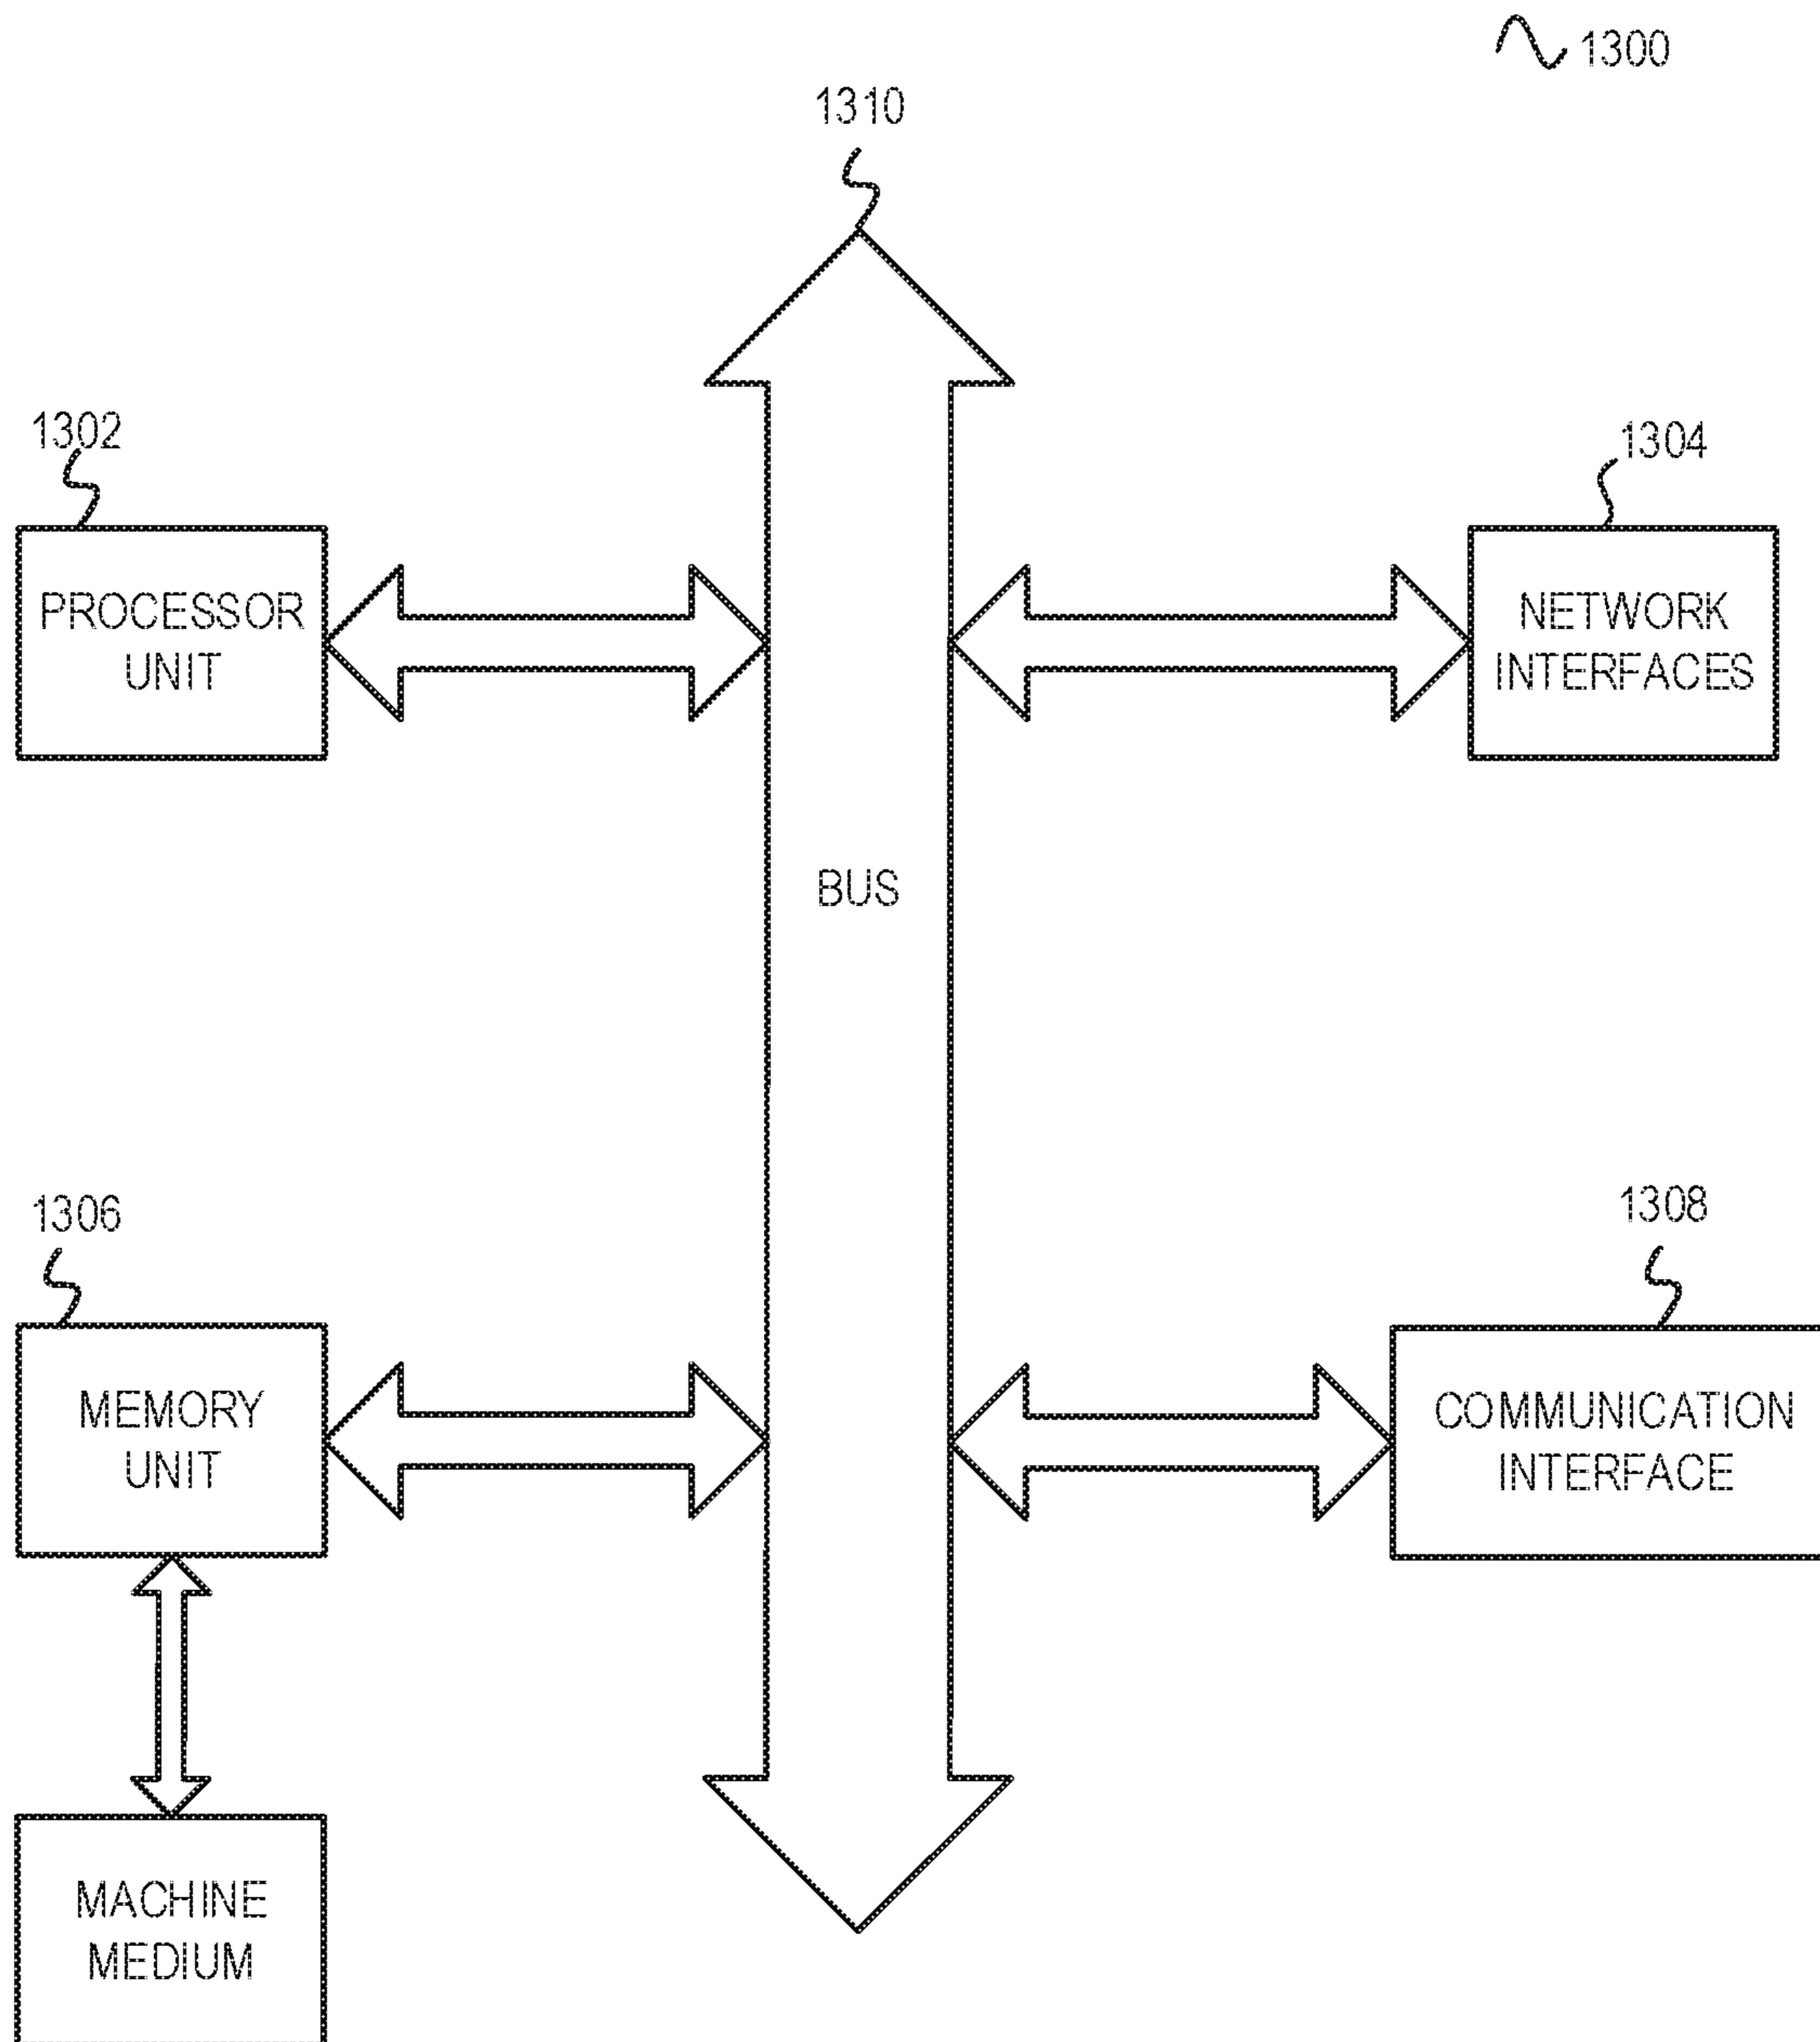 1300
1310
1302
1304
PROCESSOR
UNIT
NETWORK
INTERFACES
BUS
1306
1308
MEMORY
UNIT
COMMUNICATION
INTERFACE
MACHINE
MEDIUM